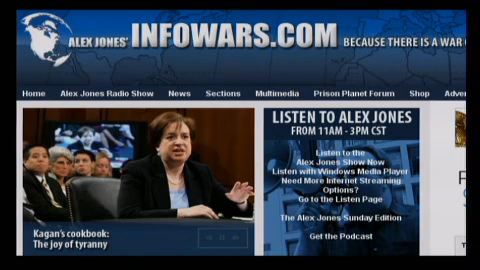 ALEX JONES' INFOWARS.COM BECAUSE THERE IS A WAR
Home Alex Jones Radio Show News Sections Multimedia Prison Planet Forum Shop Adver
LISTEN TO ALEX JONES
FROM 11AM - 3PM CST
Listen to the
Alex Jones Show Now
Listen with Windows Media Player
Need More Internet Streaming
Options?
Go to the Listen Page
The Alex Jones Sunday Edition
Get the Podcast
Kagan's cookbook:
The joy of tyranny